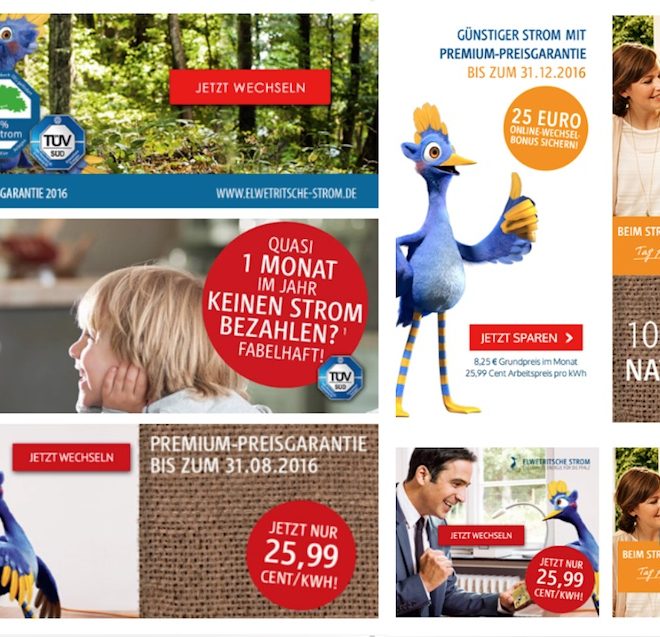 JETZT WECHSELN
TÜV
SÜD
GARANTIE 2016
WWW.ELWETRITSCHE-STROM.DE
QUASI
1 MONAT
IM JAHR
KEINEN STROM
BEZAHLEN? ¹
FABELHAFT!
TÜV
SÜD
JETZT WECHSELN
PREMIUM-PREISGARANTIE
BIS ZUM 31.08.2016
JETZT NUR
25,99
CENT/KWH!
GÜNSTIGER STROM MIT
PREMIUM-PREISGARANTIE
BIS ZUM 31.12.2016
25 EURO
ONLINE-WECHSEL-
BONUS SICHERN!
JETZT SPAREN
8,25 € Grundpreis im Monat
25,99 Cent Arbeitspreis pro kWh
BEIM STR
Tag
10
NA
ELWETRITSCHE STROM
JETZT WECHSELN
JETZT NUR
25,99
CENT/KWH!
BEIM STR
Tag